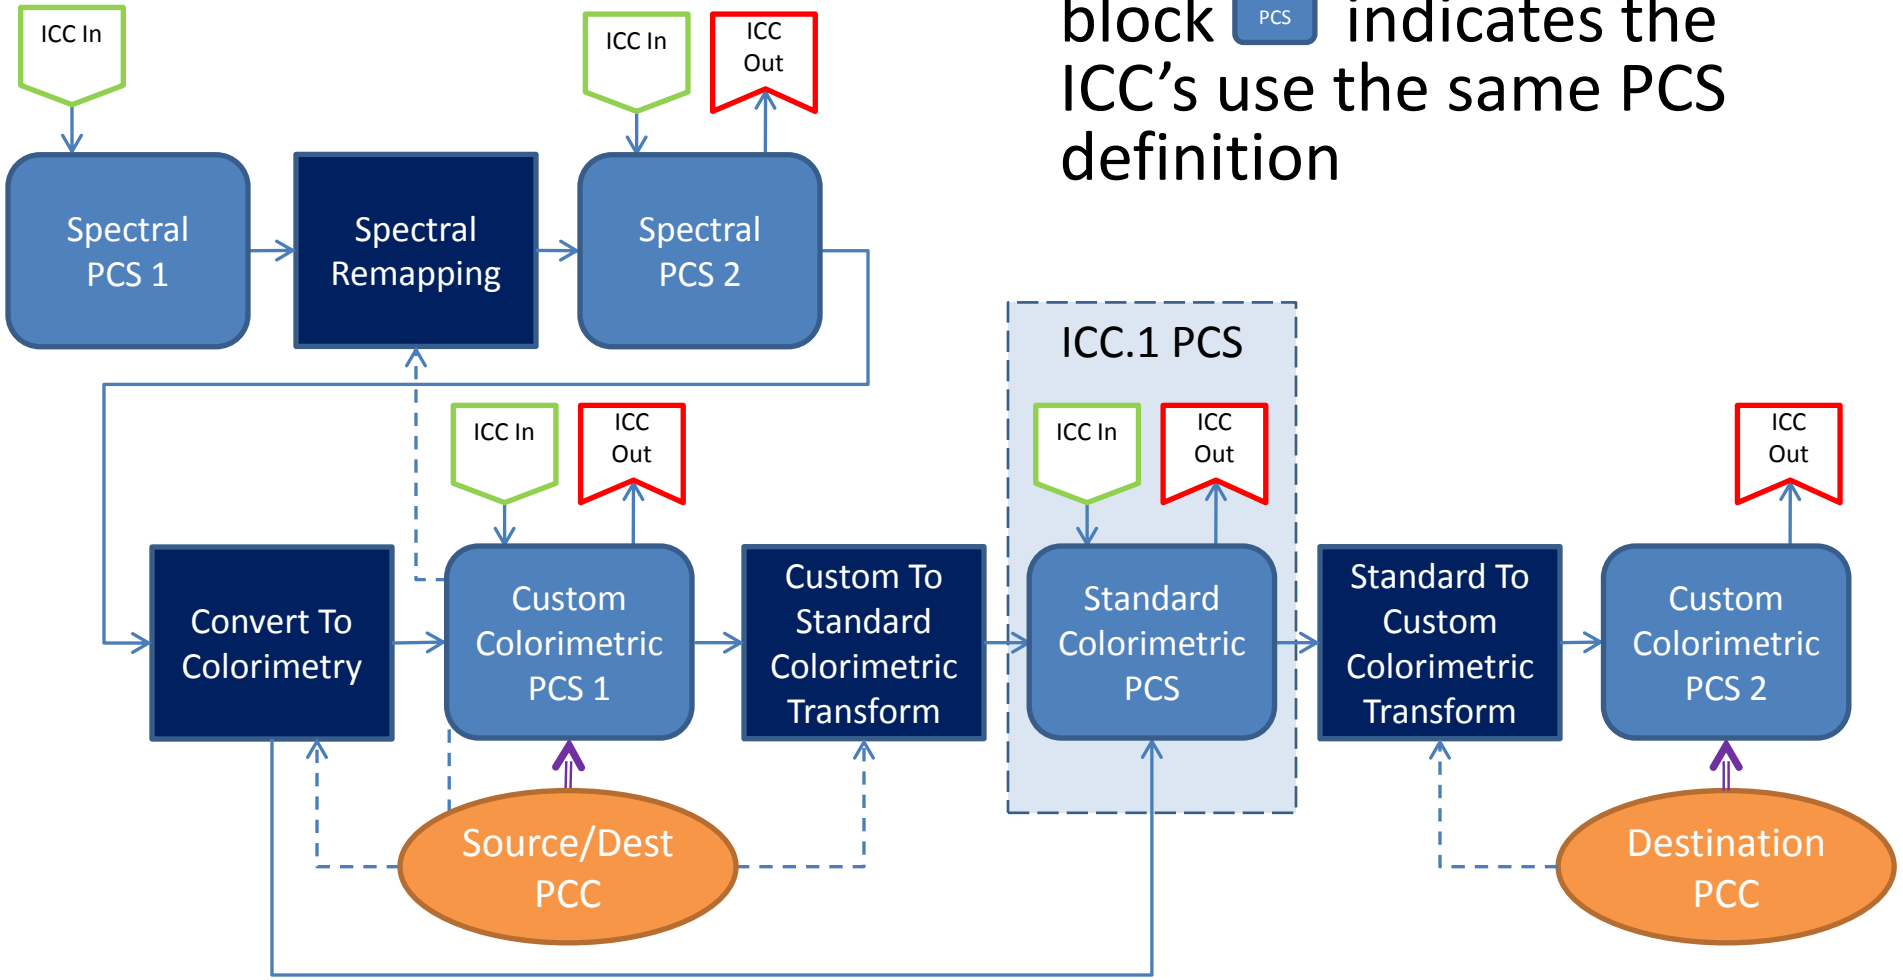 ICC In
ICC In
ICC
Out
block PCS indicates the
ICC’s use the same PCS
definition
Spectral
PCS 1
Spectral
Remapping
Spectral
PCS 2
ICC.1 PCS
ICC In
ICC
Out
ICC In
ICC
Out
ICC
Out
Convert To
Colorimetry
Custom
Colorimetric
PCS 1
Custom To
Standard
Colorimetric
Transform
Standard
Colorimetric
PCS
Standard To
Custom
Colorimetric
Transform
Custom
Colorimetric
PCS 2
Source/Dest
PCC
Destination
PCC